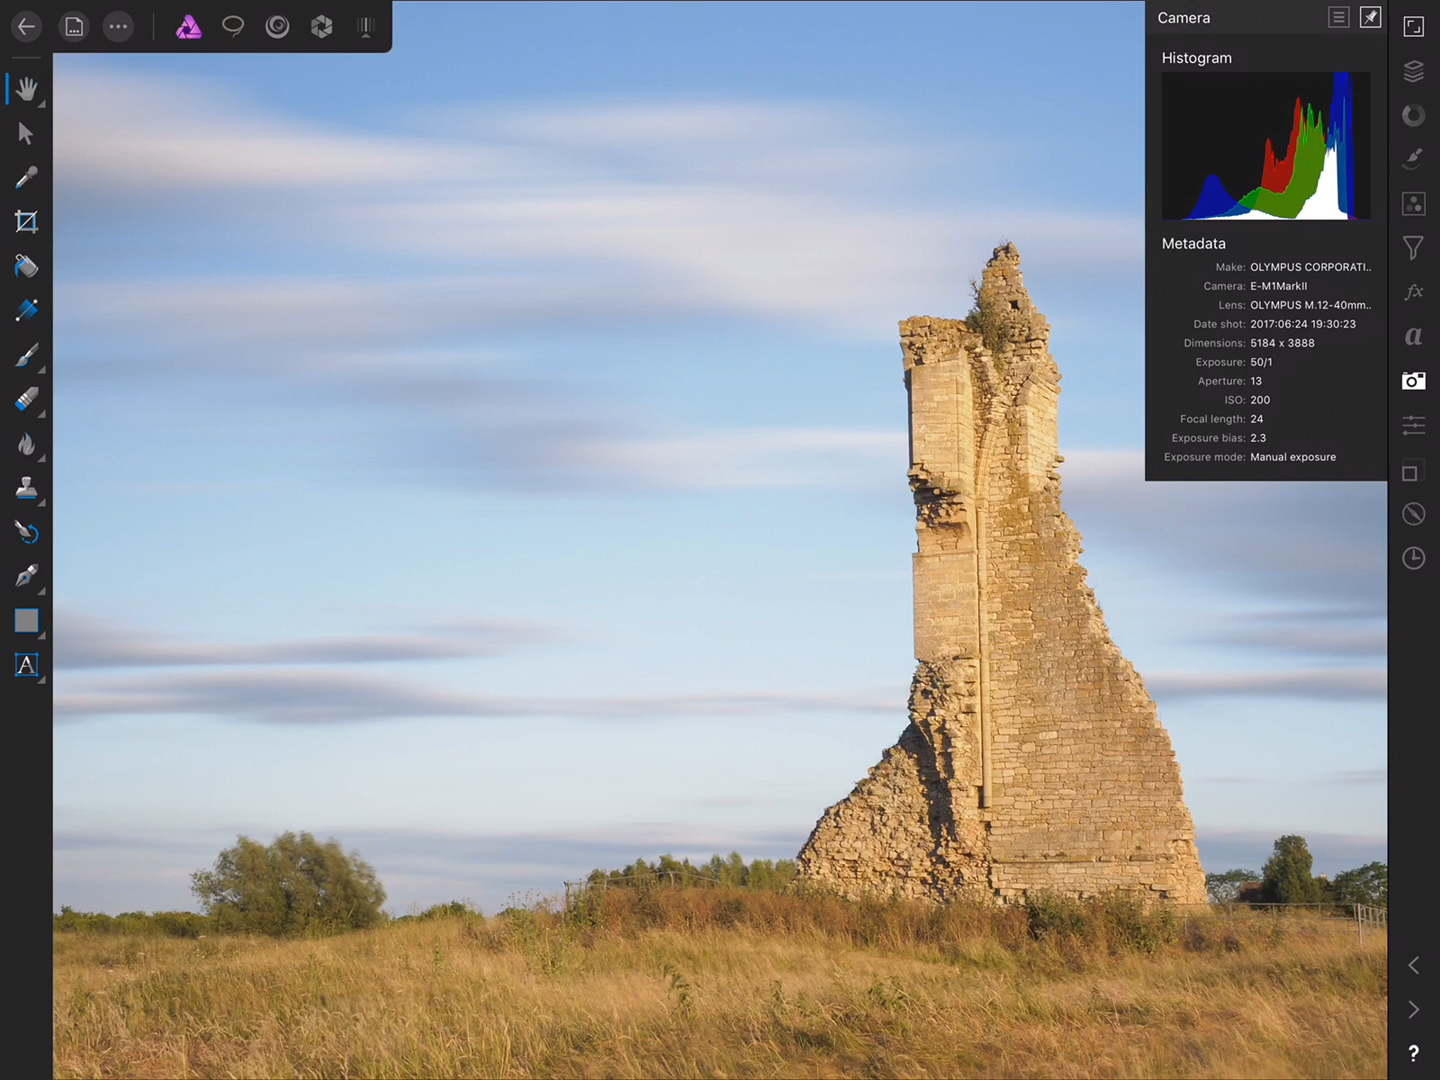 Camera
Histogram
Metadata
Make: OLYMPUS CORPORATI..
Camera: E-M1MarkII
Lens: OLYMPUS M.12-40mm..
Date shot: 2017:06:24 19:30:23
Dimensions: 5184 x 3888
Exposure: 50/1
Aperture: 13
ISO: 200
Focal length: 24
Exposure bias: 2.3
Exposure mode: Manual exposure
A
fx
a
?